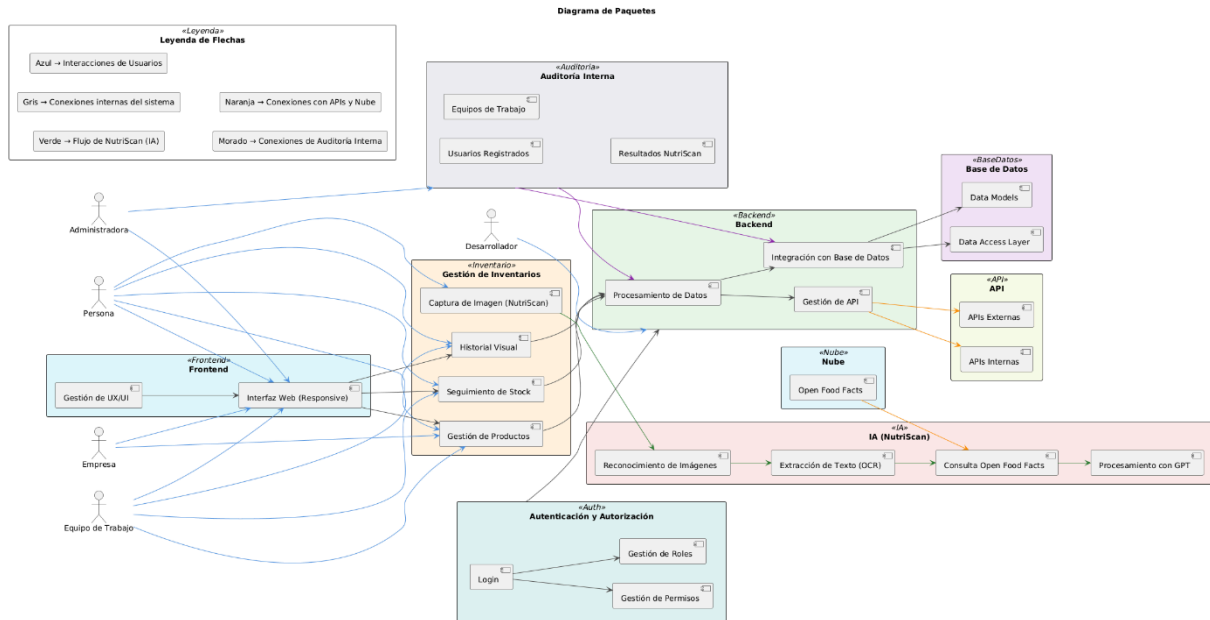 Diagrama de Paquetes
«Leyenda»
Leyenda de Flechas
Azul → Interacciones de Usuarios
Gris → Conexiones internas del sistema
Naranja → Conexiones con APIs y Nube
Verde → Flujo de NutriScan (IA)
Morado → Conexiones de Auditoría Interna
«Auditoría»
Auditoría Interna
Equipos de Trabajo
Usuarios Registrados
Resultados NutriScan
«BaseDatos»
Base de Datos
Data Models
Data Access Layer
Administradora
Desarrollador
«Backend»
Backend
Integración con Base de Datos
Procesamiento de Datos
Gestión de API
«Inventario»
Gestión de Inventarios
Captura de Imagen (NutriScan)
Historial Visual
Seguimiento de Stock
Gestión de Productos
«API»
API
APIs Externas
APIs Internas
Persona
«Frontend»
Frontend
Gestión de UX/UI
Interfaz Web (Responsive)
«Nube»
Nube
Open Food Facts
Empresa
«IA»
IA (NutriScan)
Reconocimiento de Imágenes
Extracción de Texto (OCR)
Consulta Open Food Facts
Procesamiento con GPT
Equipo de Trabajo
«Auth»
Autenticación y Autorización
Login
Gestión de Roles
Gestión de Permisos